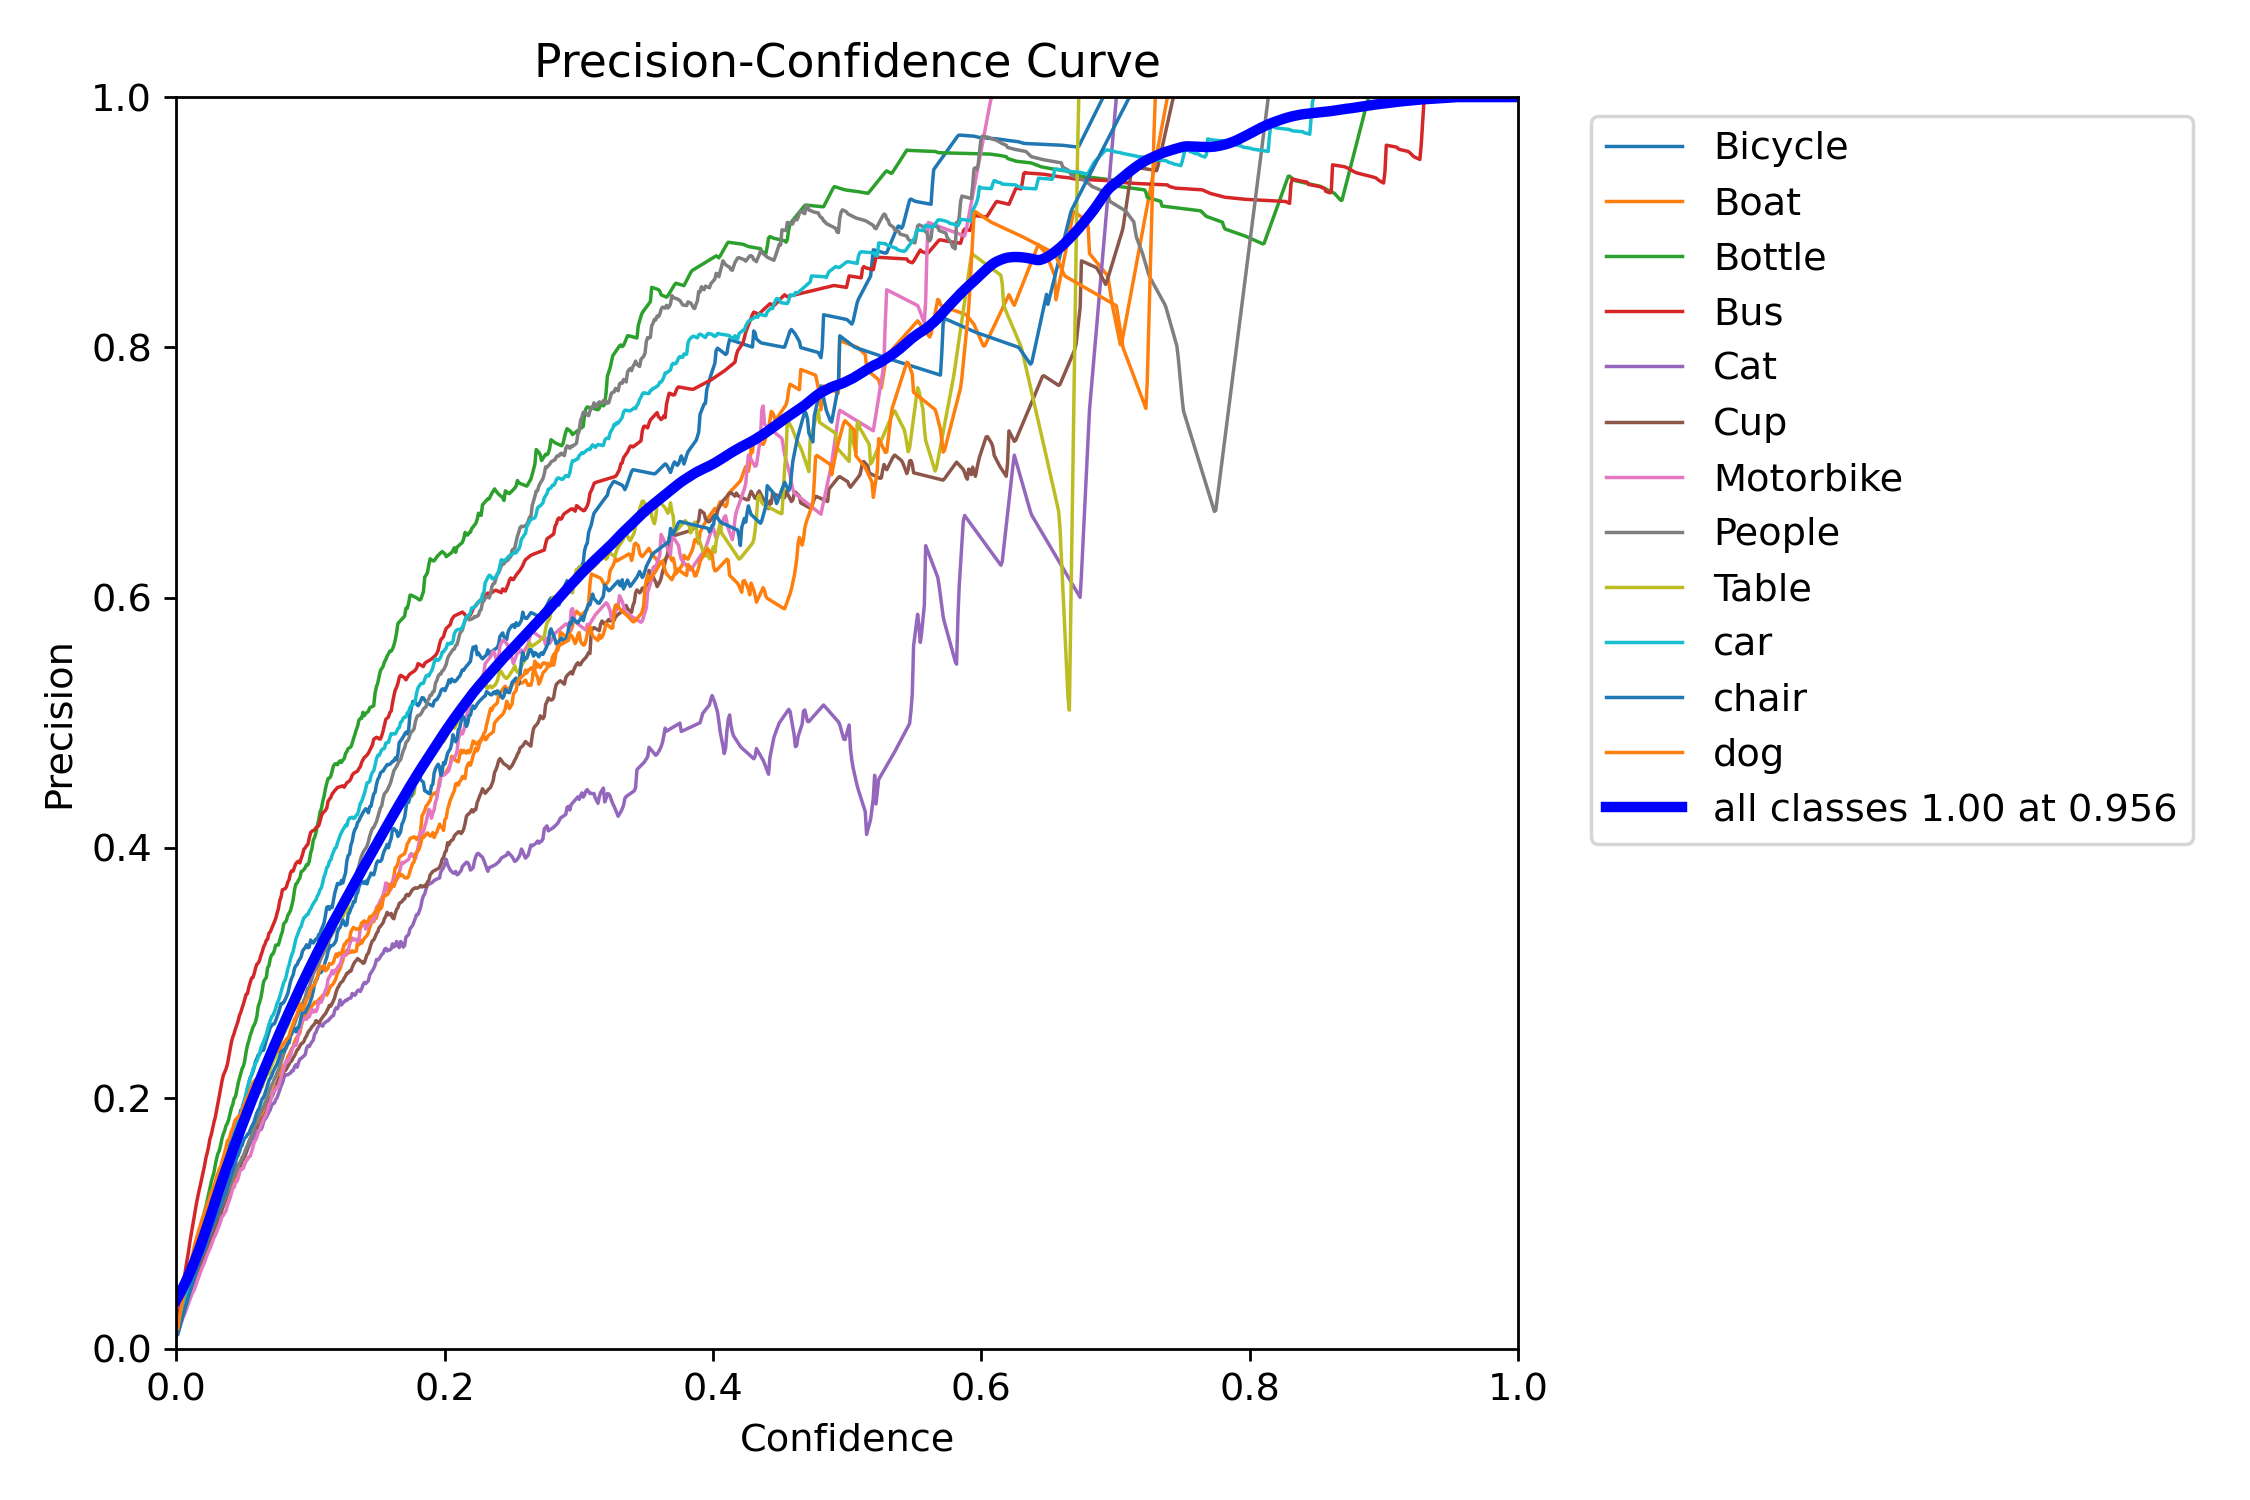 Precision-Confidence Curve
1.0
0.8
0.6
0.4
0.2
0.0
Precision
0.0 0.2 0.4 0.6 0.8 1.0
Confidence
Bicycle
Boat
Bottle
Bus
Cat
Cup
Motorbike
People
Table
car
chair
dog
all classes 1.00 at 0.956